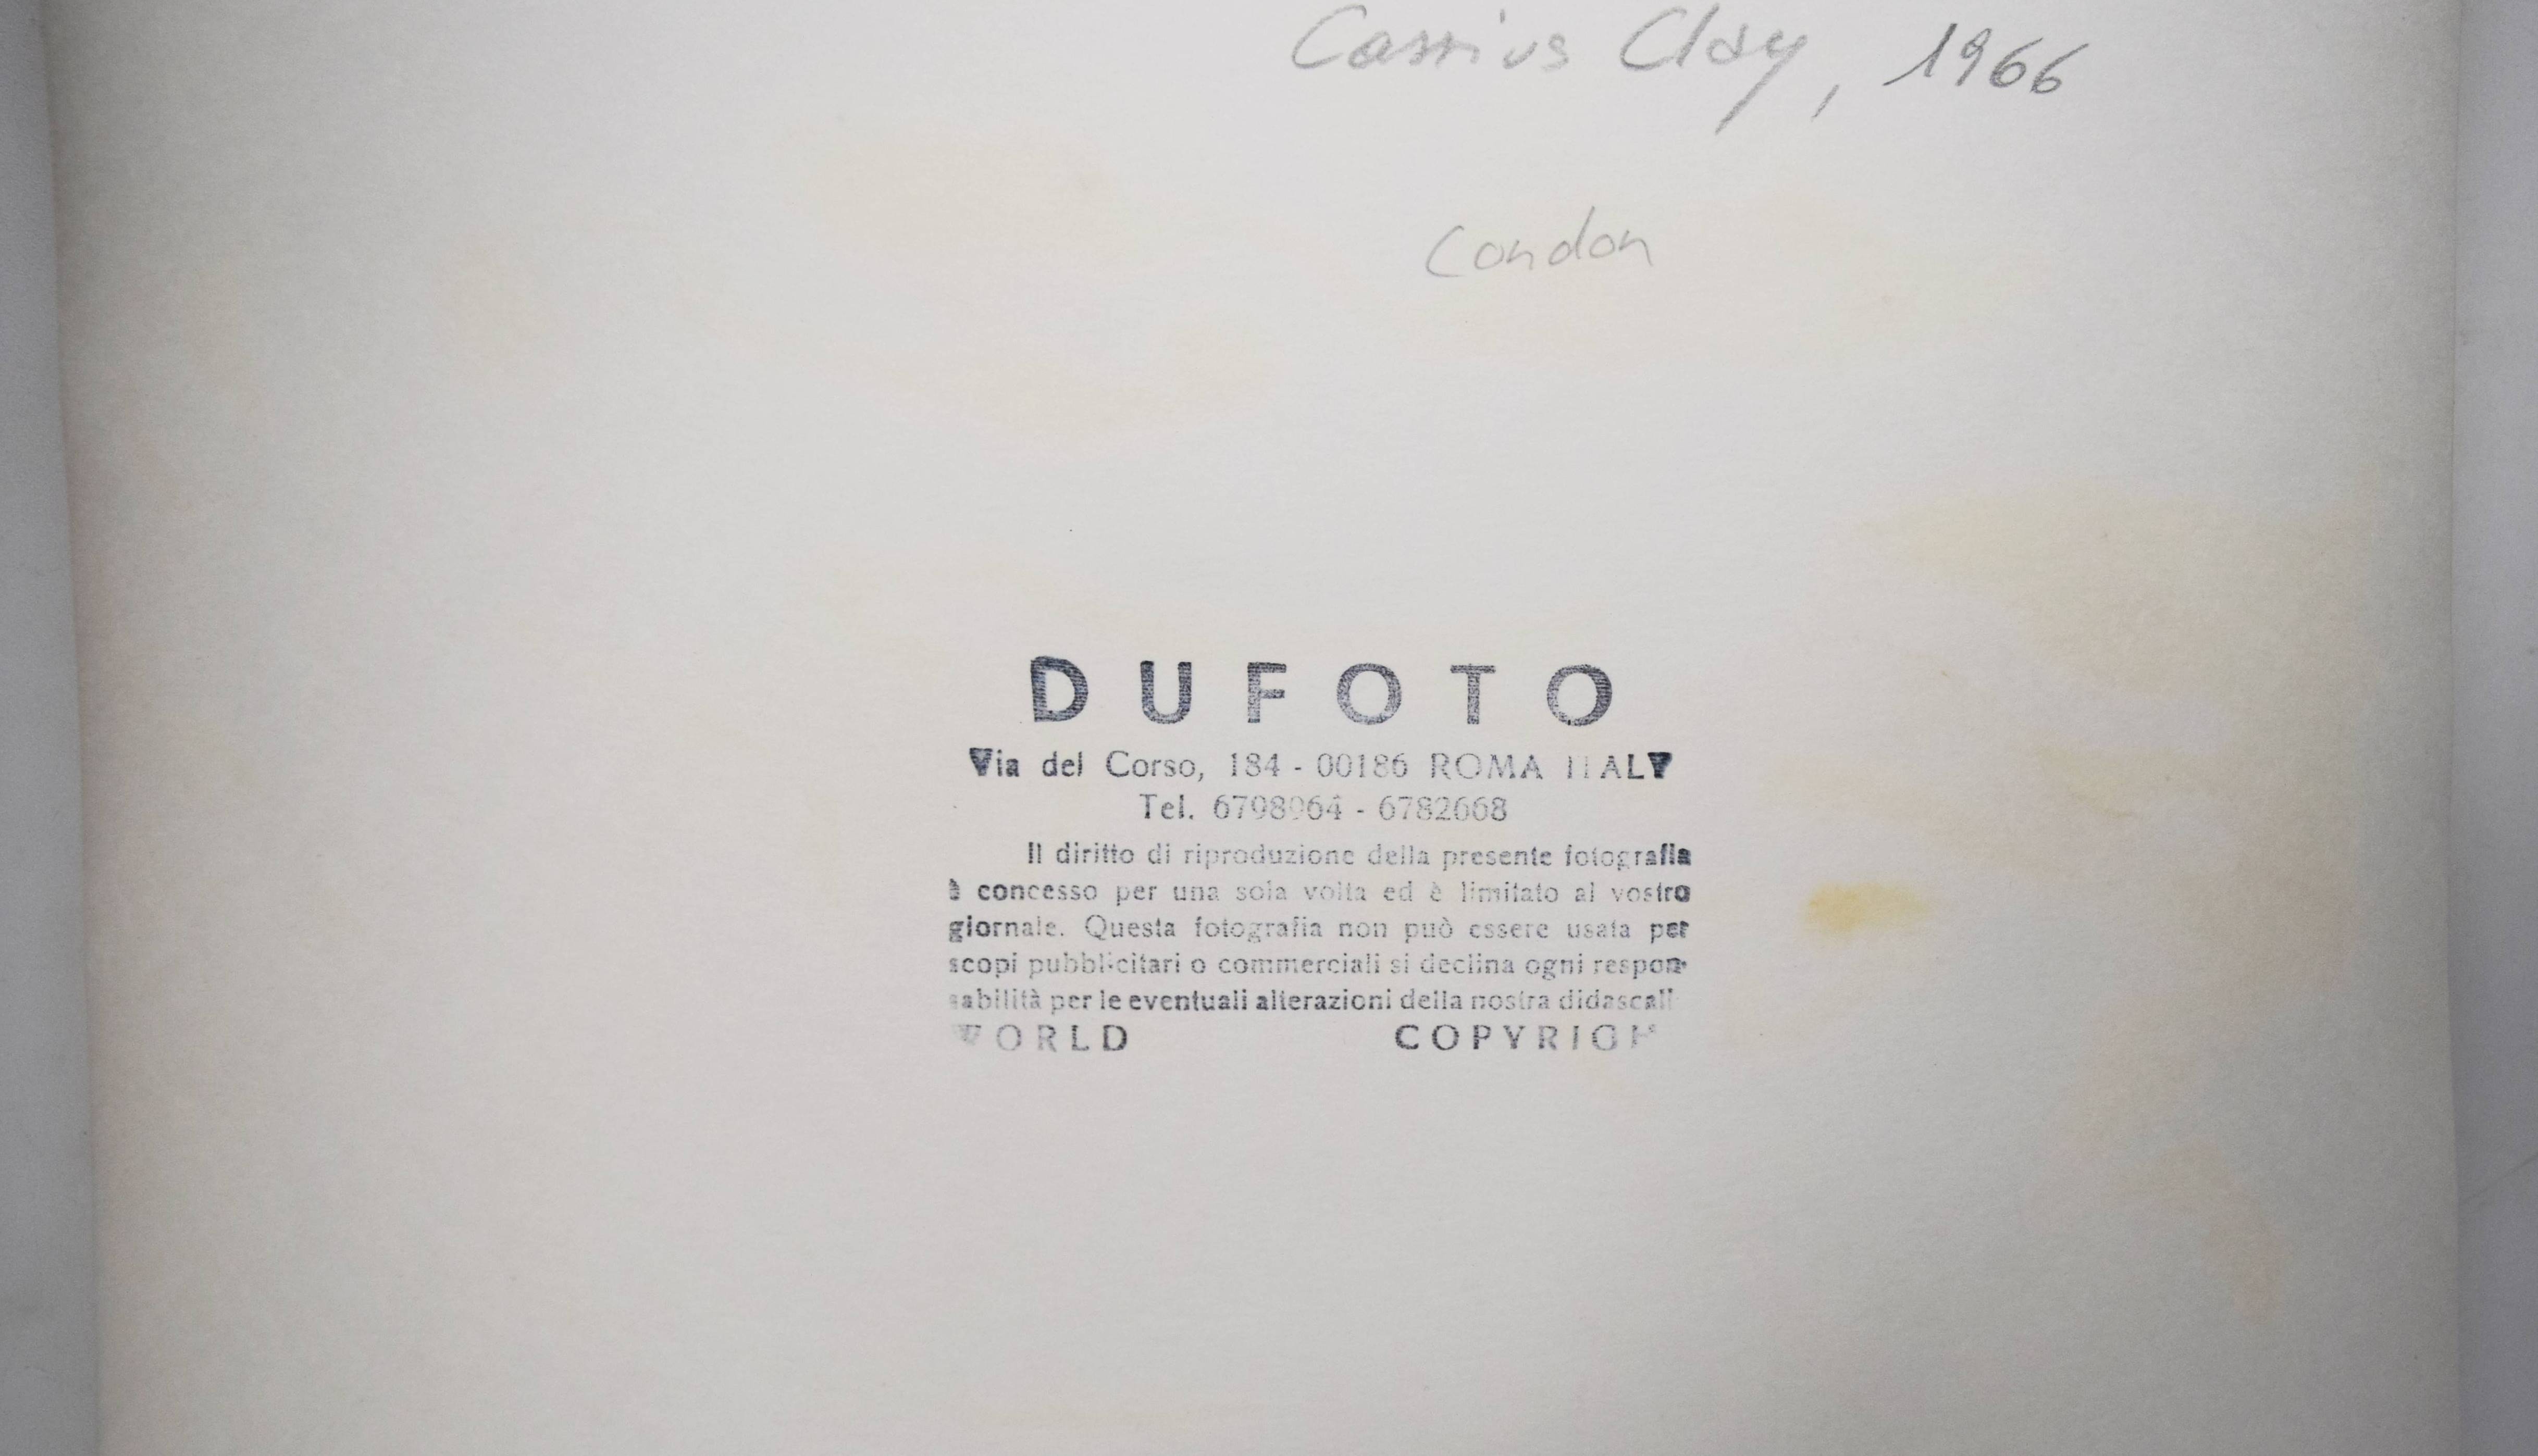 Cassius Clay, 1966
London
DUFOTO
Via del Corso, 184 - 00186 ROMA ITALY
Tel. 6798964 - 6782668
Il diritto di riproduzione della presente fotografia
è concesso per una sola volta ed è limitato al vostro
giornale. Questa fotografia non può essere usata per
scopi pubblicitari o commerciali si declina ogni respon-
sabilità per le eventuali alterazioni della nostra didascali
WORLD COPYRIGH